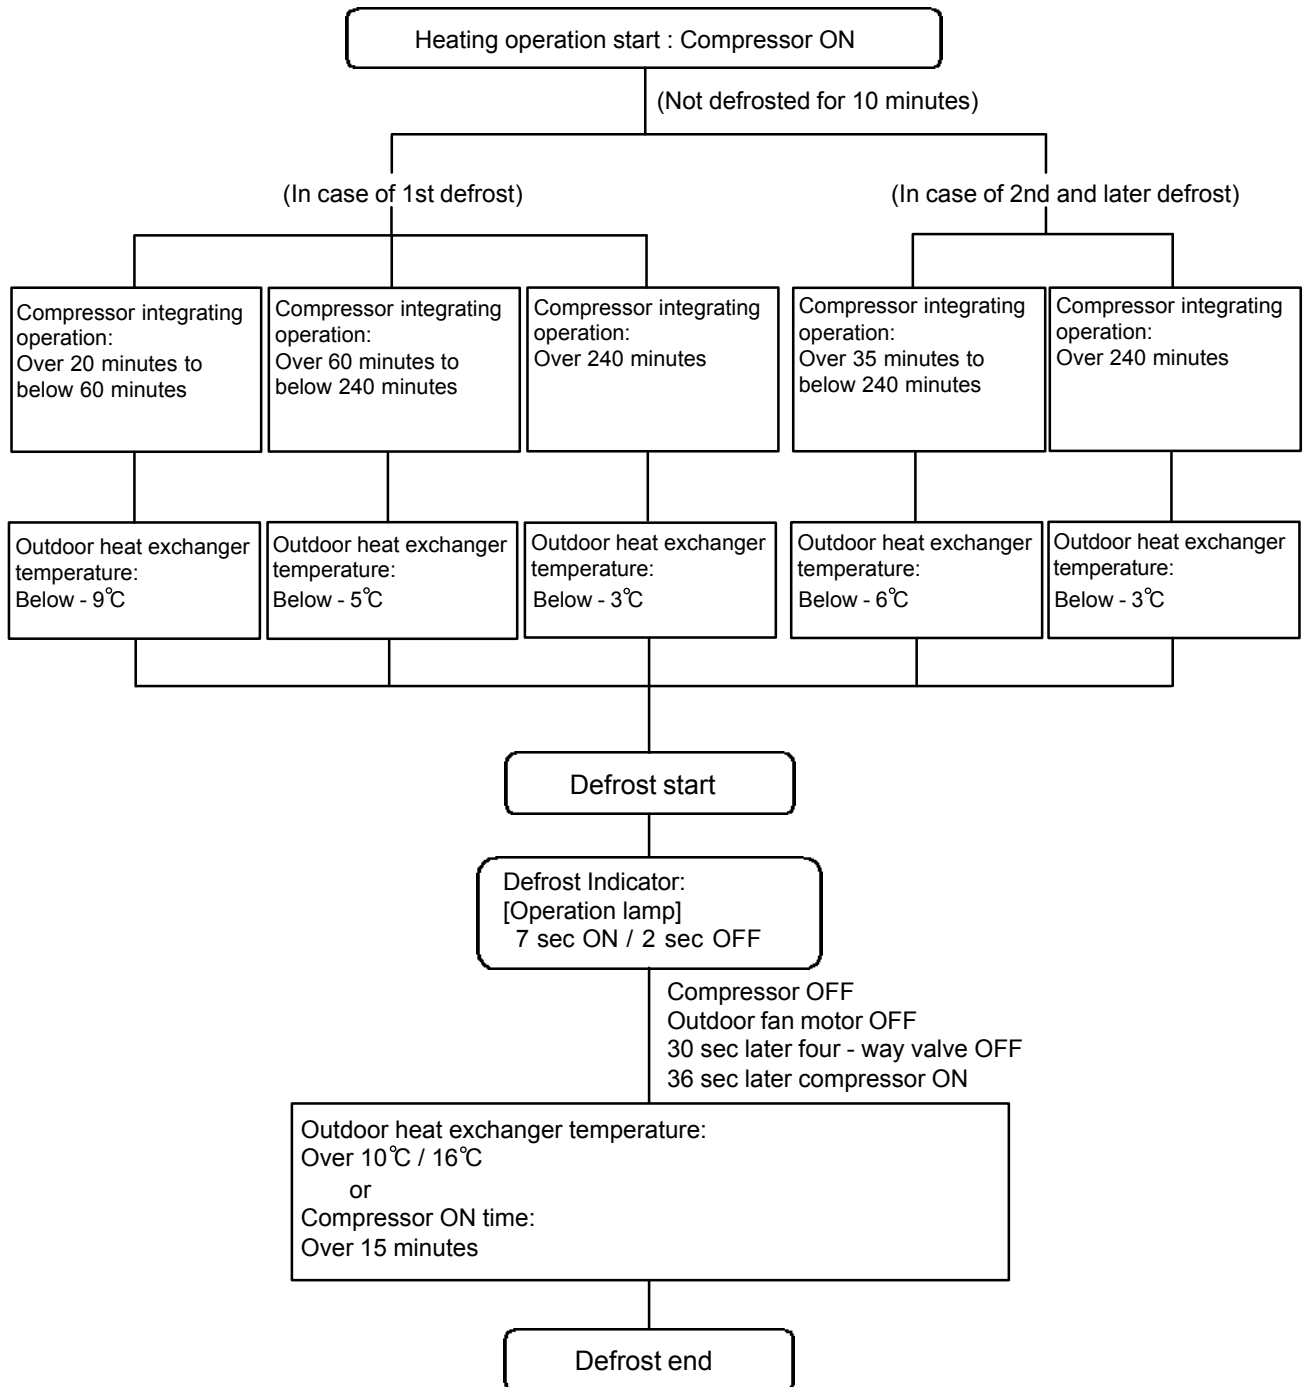 Heating operation start : Compressor ON
(Not defrosted for 10 minutes)
(In case of 1st defrost)
(In case of 2nd and later defrost)
Compressor integrating
operation:
Over 20 minutes to
below 60 minutes
Compressor integrating
operation:
Over 60 minutes to
below 240 minutes
Compressor integrating
operation:
Over 240 minutes
Compressor integrating
operation:
Over 35 minutes to
below 240 minutes
Compressor integrating
operation:
Over 240 minutes
Outdoor heat exchanger
temperature:
Below - 9℃
Outdoor heat exchanger
temperature:
Below - 5℃
Outdoor heat exchanger
temperature:
Below - 3℃
Outdoor heat exchanger
temperature:
Below - 6℃
Outdoor heat exchanger
temperature:
Below - 3℃
Defrost start
Defrost Indicator:
[Operation lamp]
7 sec ON / 2 sec OFF
Compressor OFF
Outdoor fan motor OFF
30 sec later four - way valve OFF
36 sec later compressor ON
Outdoor heat exchanger temperature:
Over 10℃ / 16℃
or
Compressor ON time:
Over 15 minutes
Defrost end